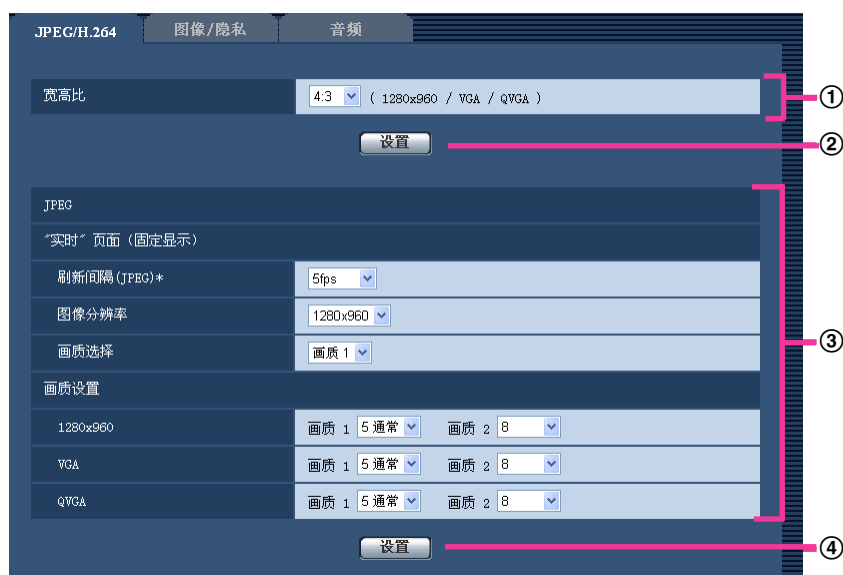 JPEG/H.264 图像/隐私 音频
宽高比 4:3 ( 1280x960 / VGA / QVGA ) ①
设置 ②
JPEG
"实时" 页面（固定显示）
刷新间隔(JPEG)* 5fps
图像分辨率 1280x960 ③
画质选择 画质 1
画质设置
1280x960 画质 1 5 通常 画质 2 8
VGA 画质 1 5 通常 画质 2 8
QVGA 画质 1 5 通常 画质 2 8
设置 ④